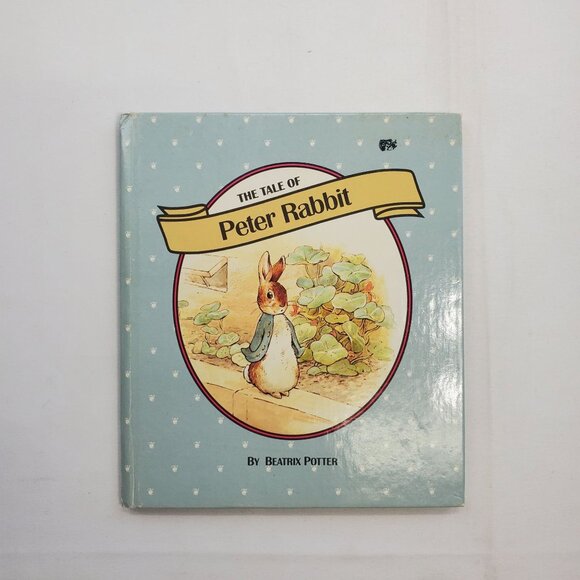 THE TALE OF
Peter Rabbit
BY BEATRIX POTTER